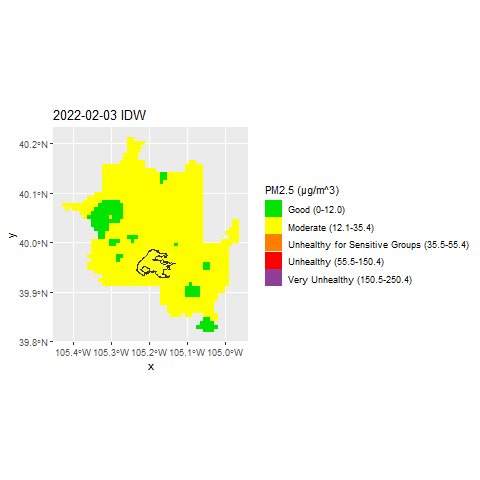 2022-02-03 IDW
40.2°N
40.1°N
40.0°N
39.9°N
39.8°N
y
105.4°W 105.3°W 105.2°W 105.1°W 105.0°W
x
PM2.5 (µg/m^3)
Good (0-12.0)
Moderate (12.1-35.4)
Unhealthy for Sensitive Groups (35.5-55.4)
Unhealthy (55.5-150.4)
Very Unhealthy (150.5-250.4)